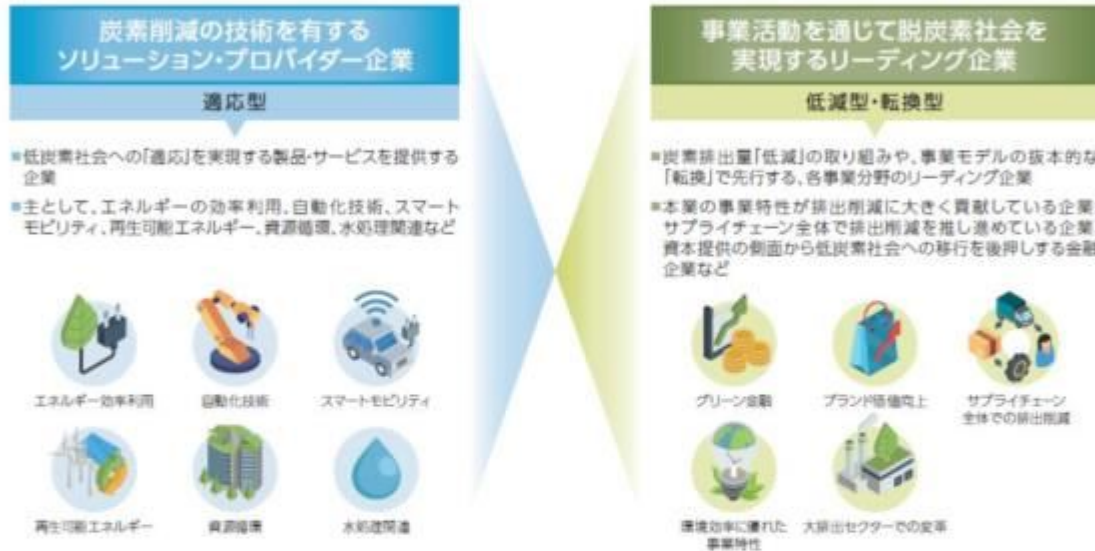 炭素削減の技術を有する
ソリューション・プロバイダー企業
適応型
■低炭素社会への「適応」を実現する製品・サービスを提供する
企業
■主として、エネルギーの効率利用、自動化技術、スマート
モビリティ、再生可能エネルギー、資源循環、水処理関連など
エネルギー効率利用
自動化技術
スマートモビリティ
再生可能エネルギー
資源循環
水処理関連
事業活動を通じて脱炭素社会を
実現するリーディング企業
低減型・転換型
■炭素排出量「低減」の取り組みや、事業モデルの抜本的な
「転換」で先行する、各事業分野のリーディング企業
■本業の事業特性が排出削減に大きく貢献している企業
サプライチェーン全体で排出削減を推し進めている企業
資本提供の側面から低炭素社会への移行を後押しする金融
企業など
グリーン金融
ブランド価値向上
サプライチェーン
全体での排出削減
環境効率に優れた
事業特性
大排出セクターでの変革